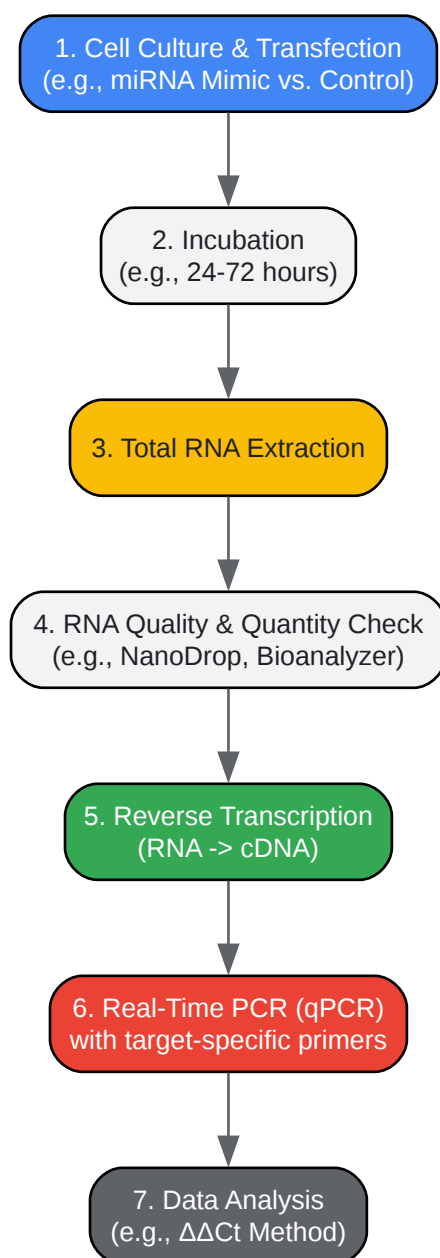 1. Cell Culture & Transfection
(e.g., miRNA Mimic vs. Control)
2. Incubation
(e.g., 24-72 hours)
3. Total RNA Extraction
4. RNA Quality & Quantity Check
(e.g., NanoDrop, Bioanalyzer)
5. Reverse Transcription
(RNA -> cDNA)
6. Real-Time PCR (qPCR)
with target-specific primers
7. Data Analysis
(e.g., ΔΔCt Method)